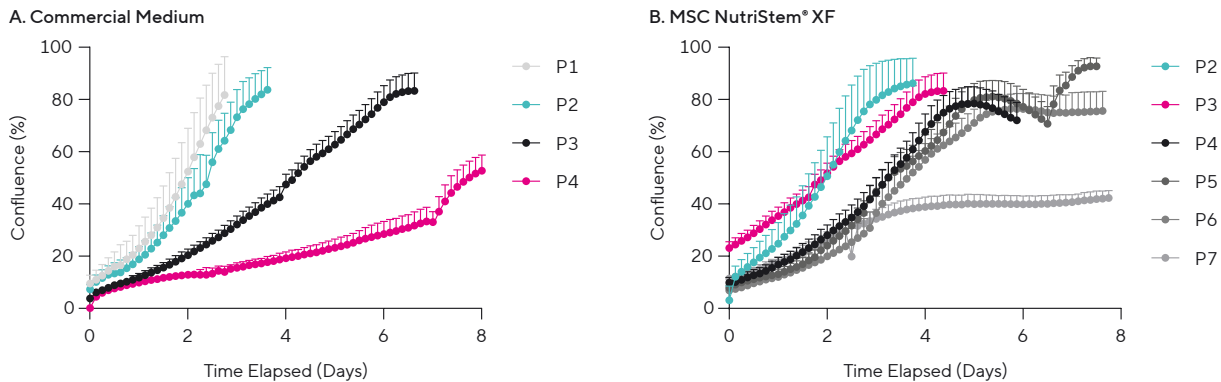 A. Commercial Medium
100
80
60
40
20
0
Confluence (%)
0 2 4 6 8
Time Elapsed (Days)
P1
P2
P3
P4
B. MSC NutriStem® XF
100
80
60
40
20
0
Confluence (%)
0 2 4 6 8
Time Elapsed (Days)
P2
P3
P4
P5
P6
P7